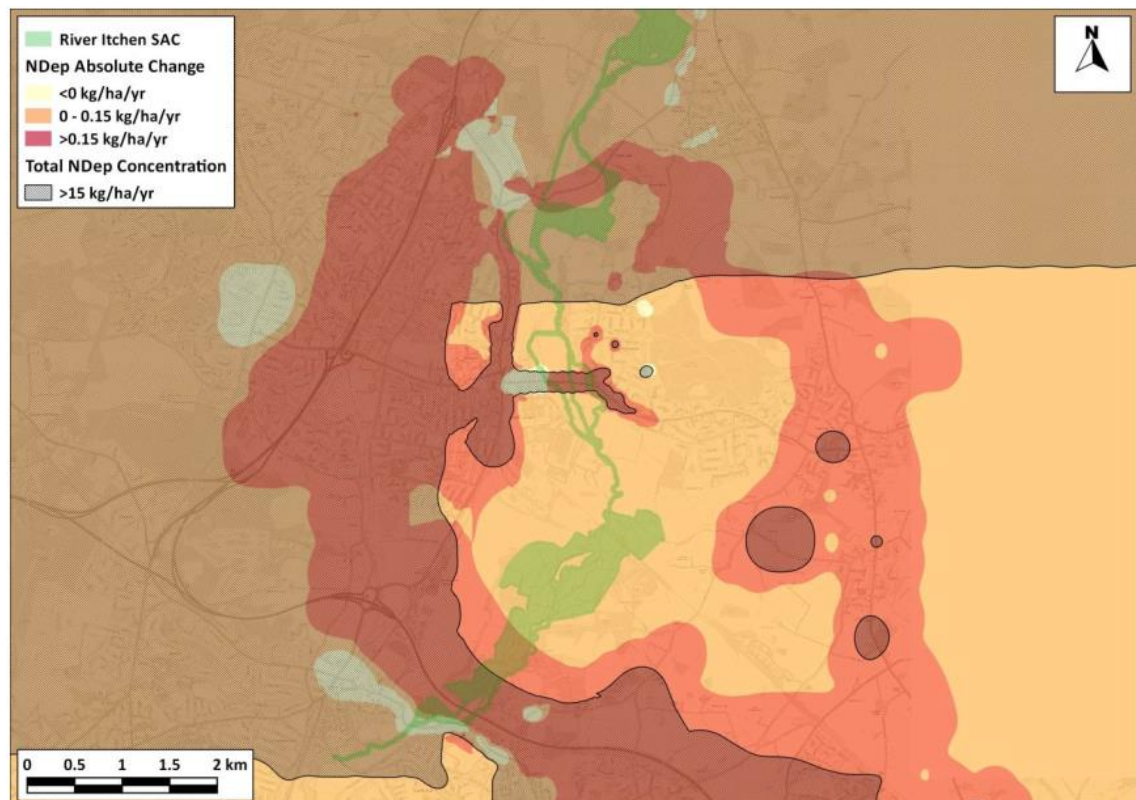 River Itchen SAC
NDep Absolute Change
<0 kg/ha/yr
0 - 0.15 kg/ha/yr
>0.15 kg/ha/yr
Total NDep Concentration
>15 kg/ha/yr
N
0 0.5 1 1.5 2 km